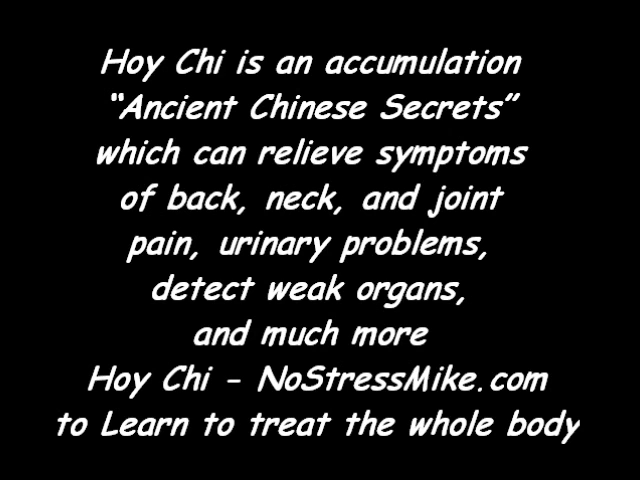 Hoy Chi is an accumulation
“Ancient Chinese Secrets”
which can relieve symptoms
of back, neck, and joint
pain, urinary problems,
detect weak organs,
and much more
Hoy Chi - NoStressMike.com
to Learn to treat the whole body